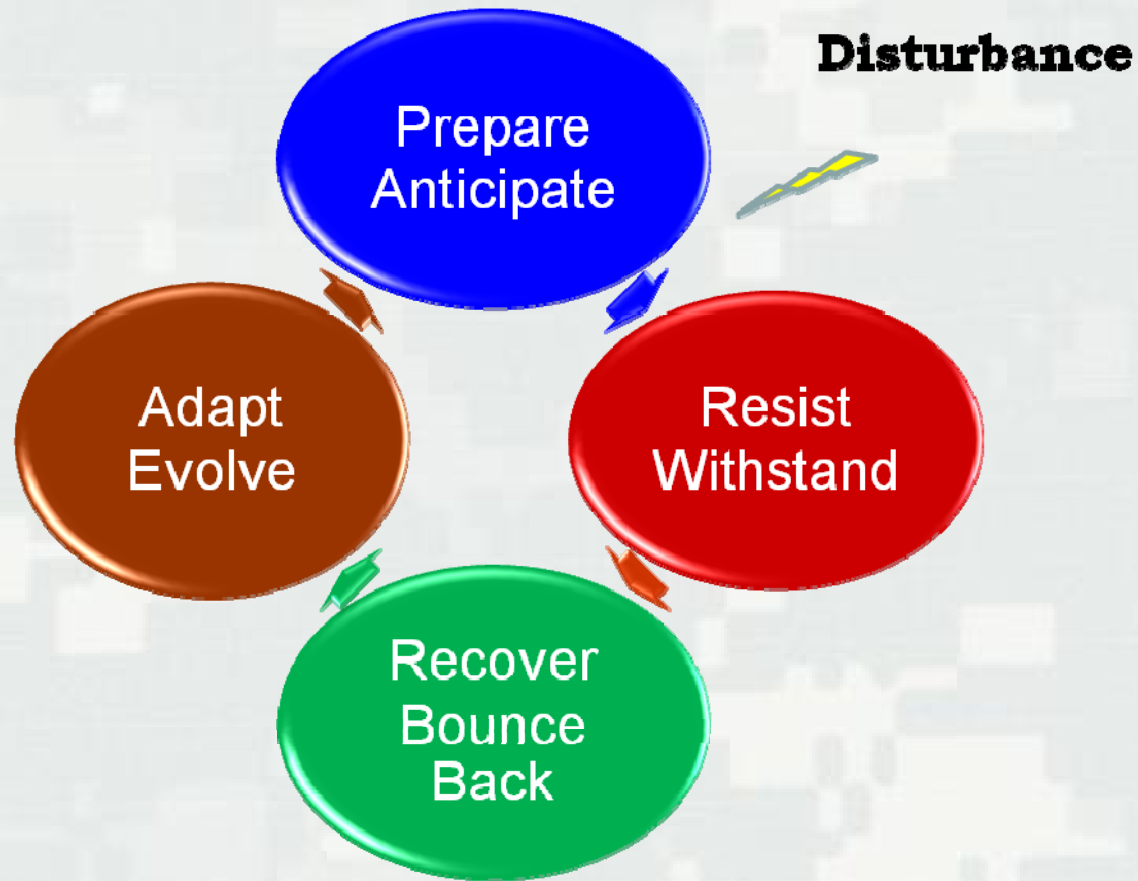 Disturbance
Prepare
Anticipate
Adapt
Evolve
Resist
Withstand
Recover
Bounce
Back